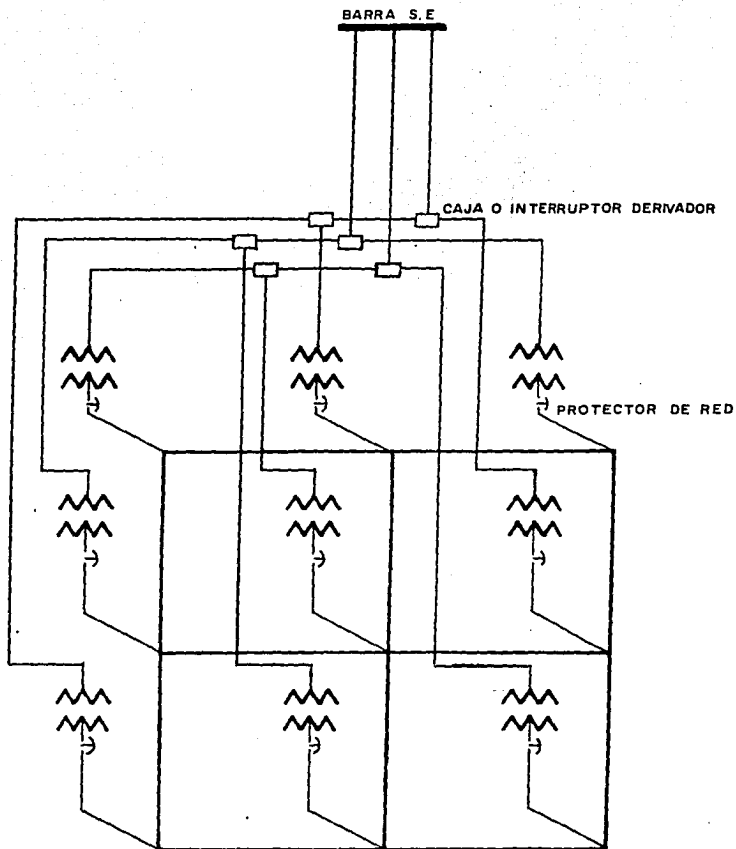 BARRA S.E
CAJA O INTERRUPTOR DERIVADOR
PROTECTOR DE RED